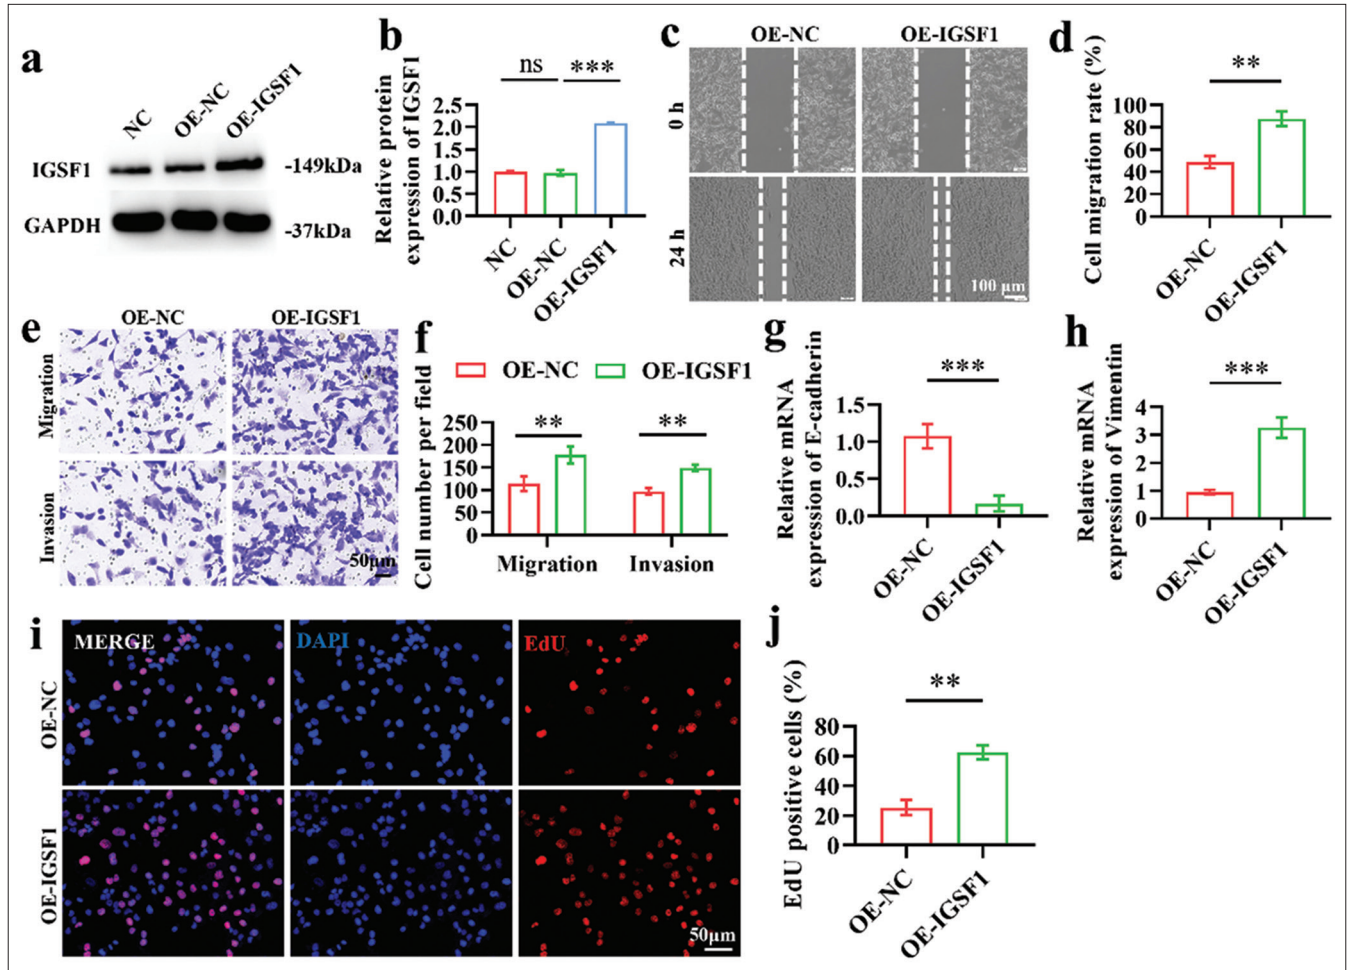 a
NC
OE-NC
OE-IGSF1
IGSF1
-149kDa
GAPDH
-37kDa
b
Relative protein
expression of IGSF1
ns
***
2.5
2.0
1.5
1.0
0.5
0.0
NC
OE-NC
OE-IGSF1
c
OE-NC
OE-IGSF1
0 h
24 h
100 μm
d
Cell migration rate (%)
**
100
80
60
40
20
0
OE-NC
OE-IGSF1
e
OE-NC
OE-IGSF1
Migration
Invasion
50μm
f
OE-NC
OE-IGSF1
Cell number per field
**
**
250
200
150
100
50
0
Migration
Invasion
g
Relative mRNA
expression of E-cadherin
***
1.5
1.0
0.5
0.0
OE-NC
OE-IGSF1
h
Relative mRNA
expression of Vimentin
***
4
3
2
1
0
OE-NC
OE-IGSF1
i
MERGE
DAPI
EdU
OE-NC
OE-IGSF1
50μm
j
EdU positive cells (%)
**
80
60
40
20
0
OE-NC
OE-IGSF1